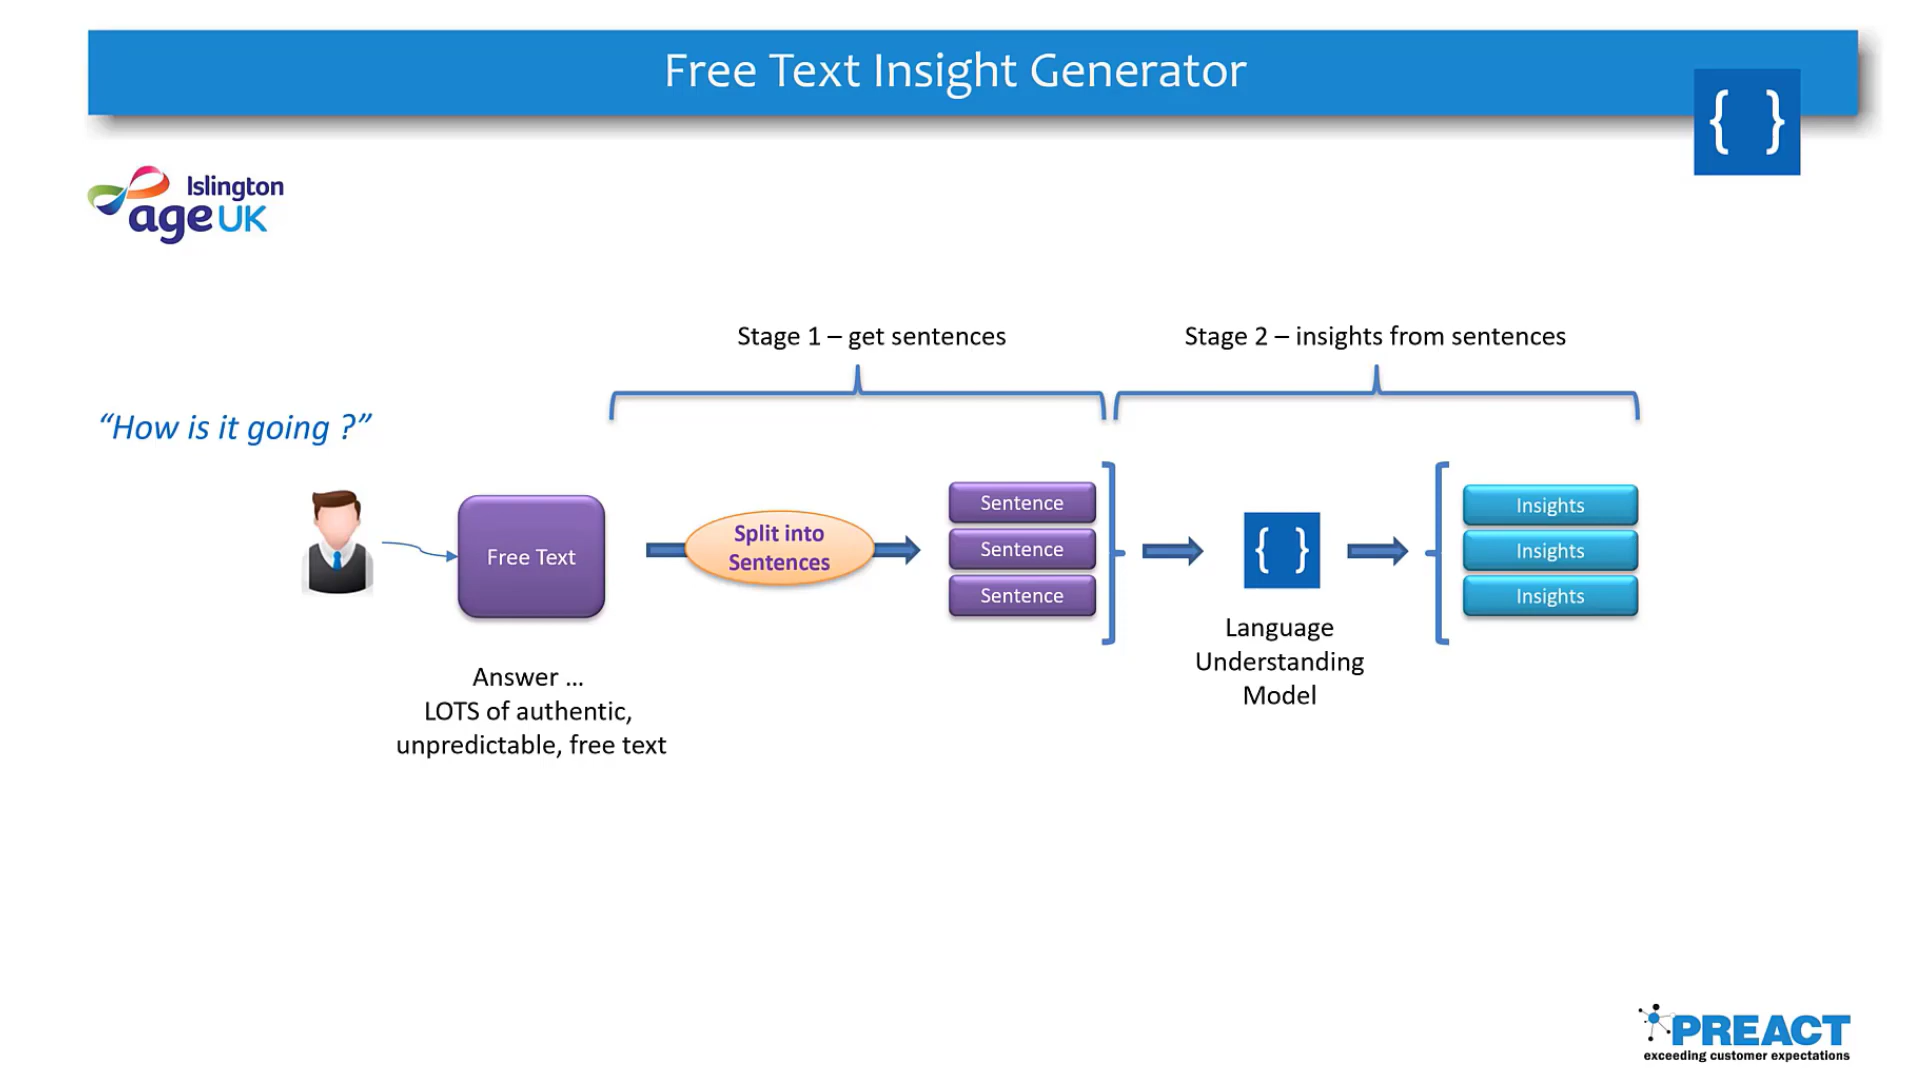 Free Text Insight Generator
{ }
Islington
age UK
Stage 1 – get sentences
Stage 2 – insights from sentences
“How is it going ?”
Free Text
Split into
Sentences
Sentence
Sentence
Sentence
{ }
Insights
Insights
Insights
Language
Understanding
Model
Answer ...
LOTS of authentic,
unpredictable, free text
PREACT
exceeding customer expectations